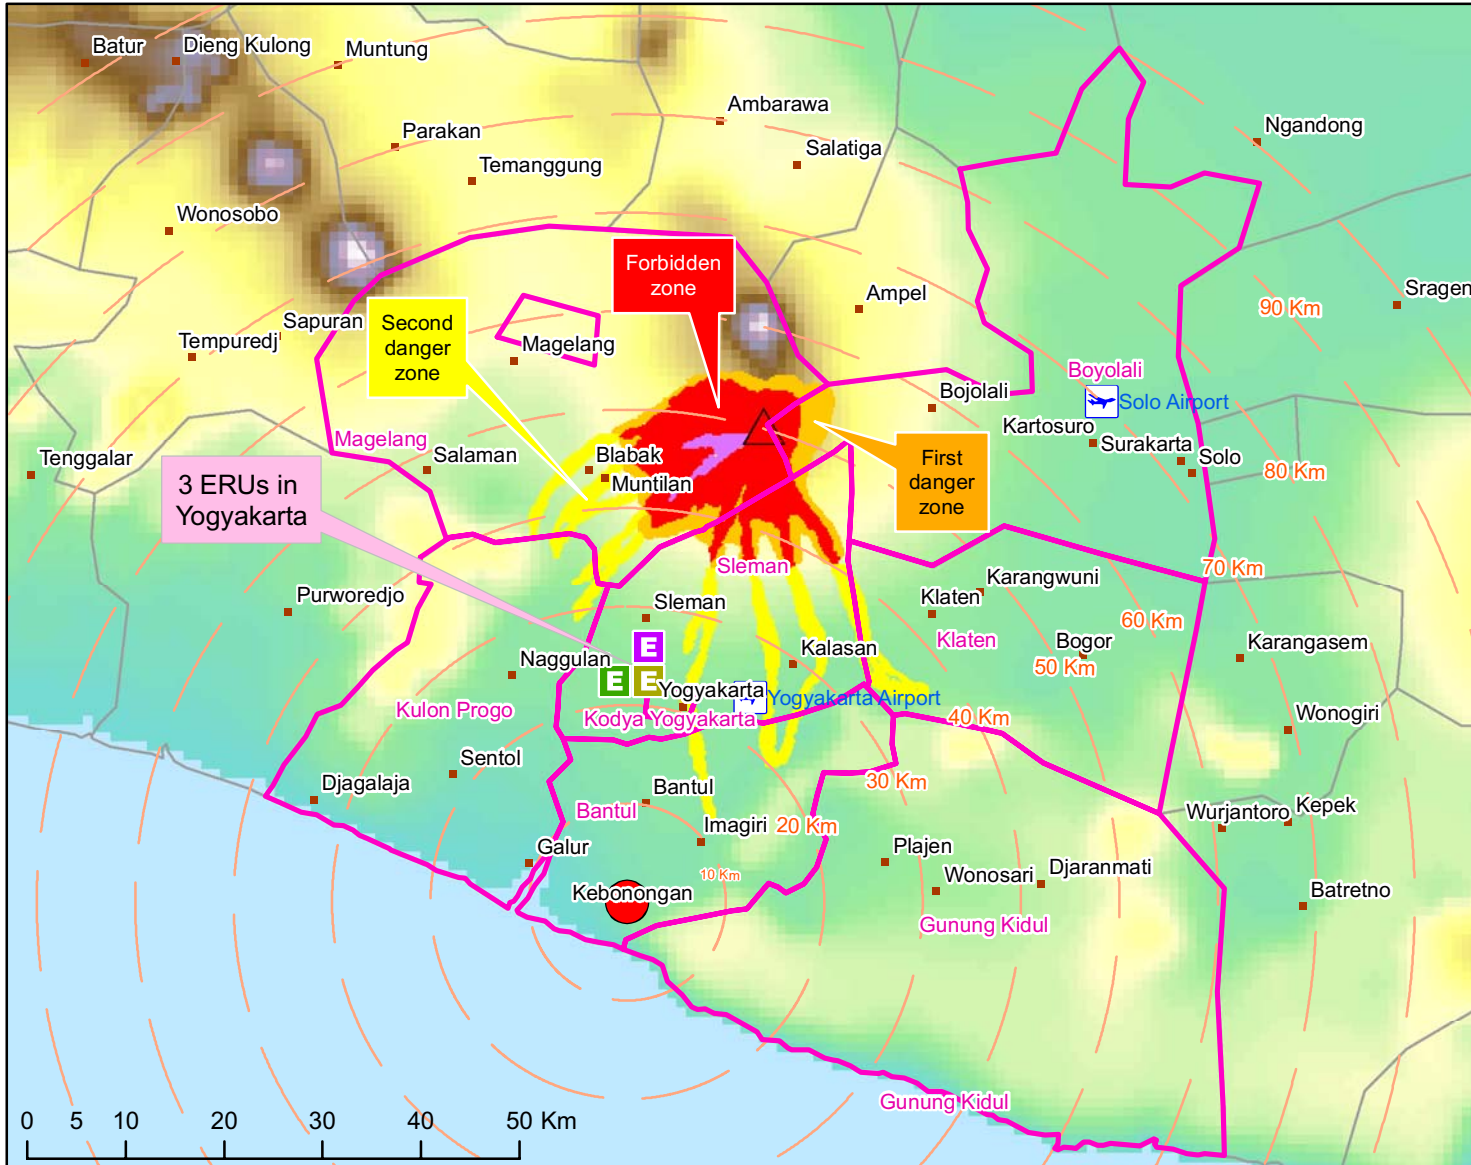 Batur
Dieng Kulong
Muntung
Ambarawa
Ngandong
Parakan
Salatiga
Temanggung
Wonosobo
Forbidden
zone
Ampel
Sragen
90 Km
Second
danger
zone
Sapuran
Tempuredj
Magelang
Boyolali
Solo Airport
Bojolali
Kartosuro
Surakarta
Solo
80 Km
Magelang
Tenggalar
Salaman
Blabak
Muntilan
First
danger
zone
3 ERUs in
Yogyakarta
Sleman
70 Km
Karangwuni
Klaten
60 Km
Purworedjo
Sleman
Klaten
Bogor
50 Km
Karangasem
E
E
E
Kalasan
Naggulan
Yogyakarta
Yogyakarta Airport
Kulon Progo
Kodya Yogyakarta
40 Km
Wonogiri
Sentol
30 Km
Djagalaja
Bantul
Bantul
Imagiri
20 Km
Wurjantoro
Kepek
Galur
10 Km
Plajen
Wonosari
Djaranmati
Batretno
Kebonongan
Gunung Kidul
Gunung Kidul
0 5 10 20 30 40 50 Km